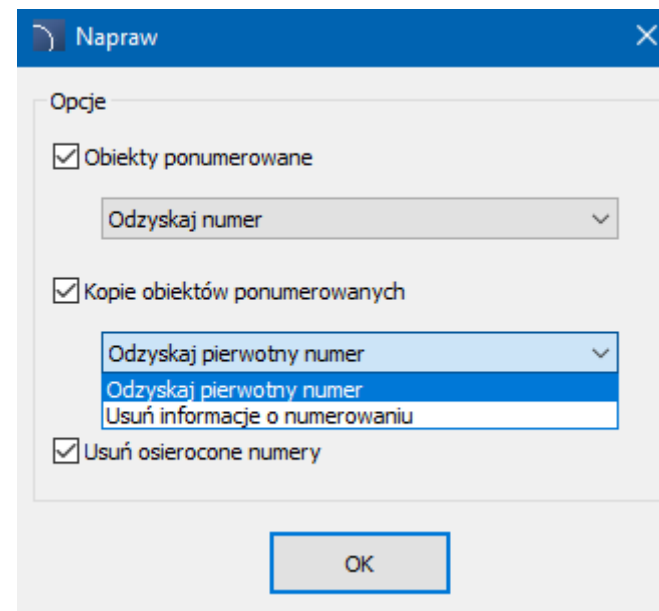 Napraw
Opcje
Obiekty ponumerowane
Odzyskaj numer
Kopie obiektów ponumerowanych
Odzyskaj pierwotny numer
Odzyskaj pierwotny numer
Usuń informacje o numerowaniu
Usuń osierocone numery
OK